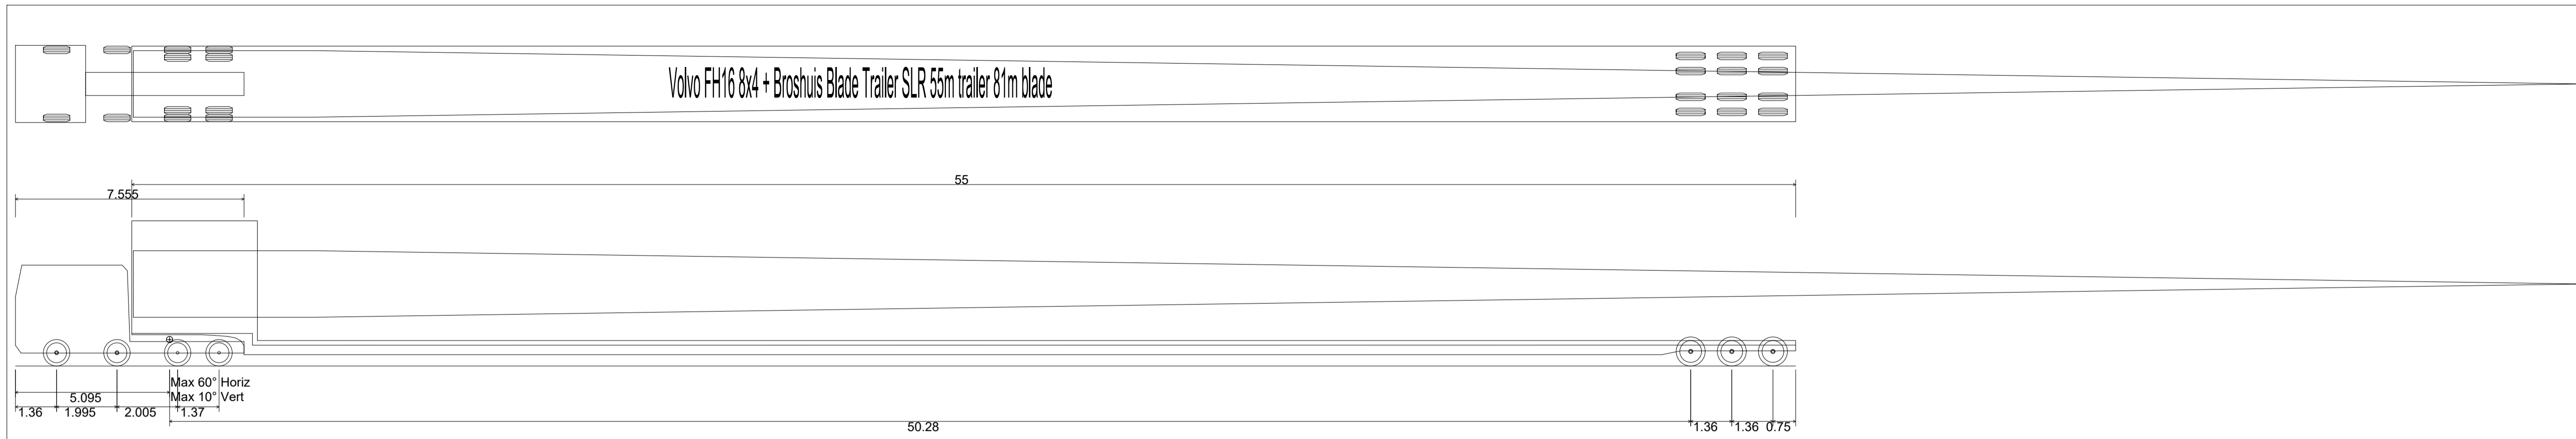 Volvo FH16 8x4 + Broshuis Blade Trailer SLR 55m trailer 81m blade
55
7.555
Max 60° Horiz
5.095
Max 10° Vert
1.36 1.995 2.005 1.37
50.28 1.36 1.36 0.75